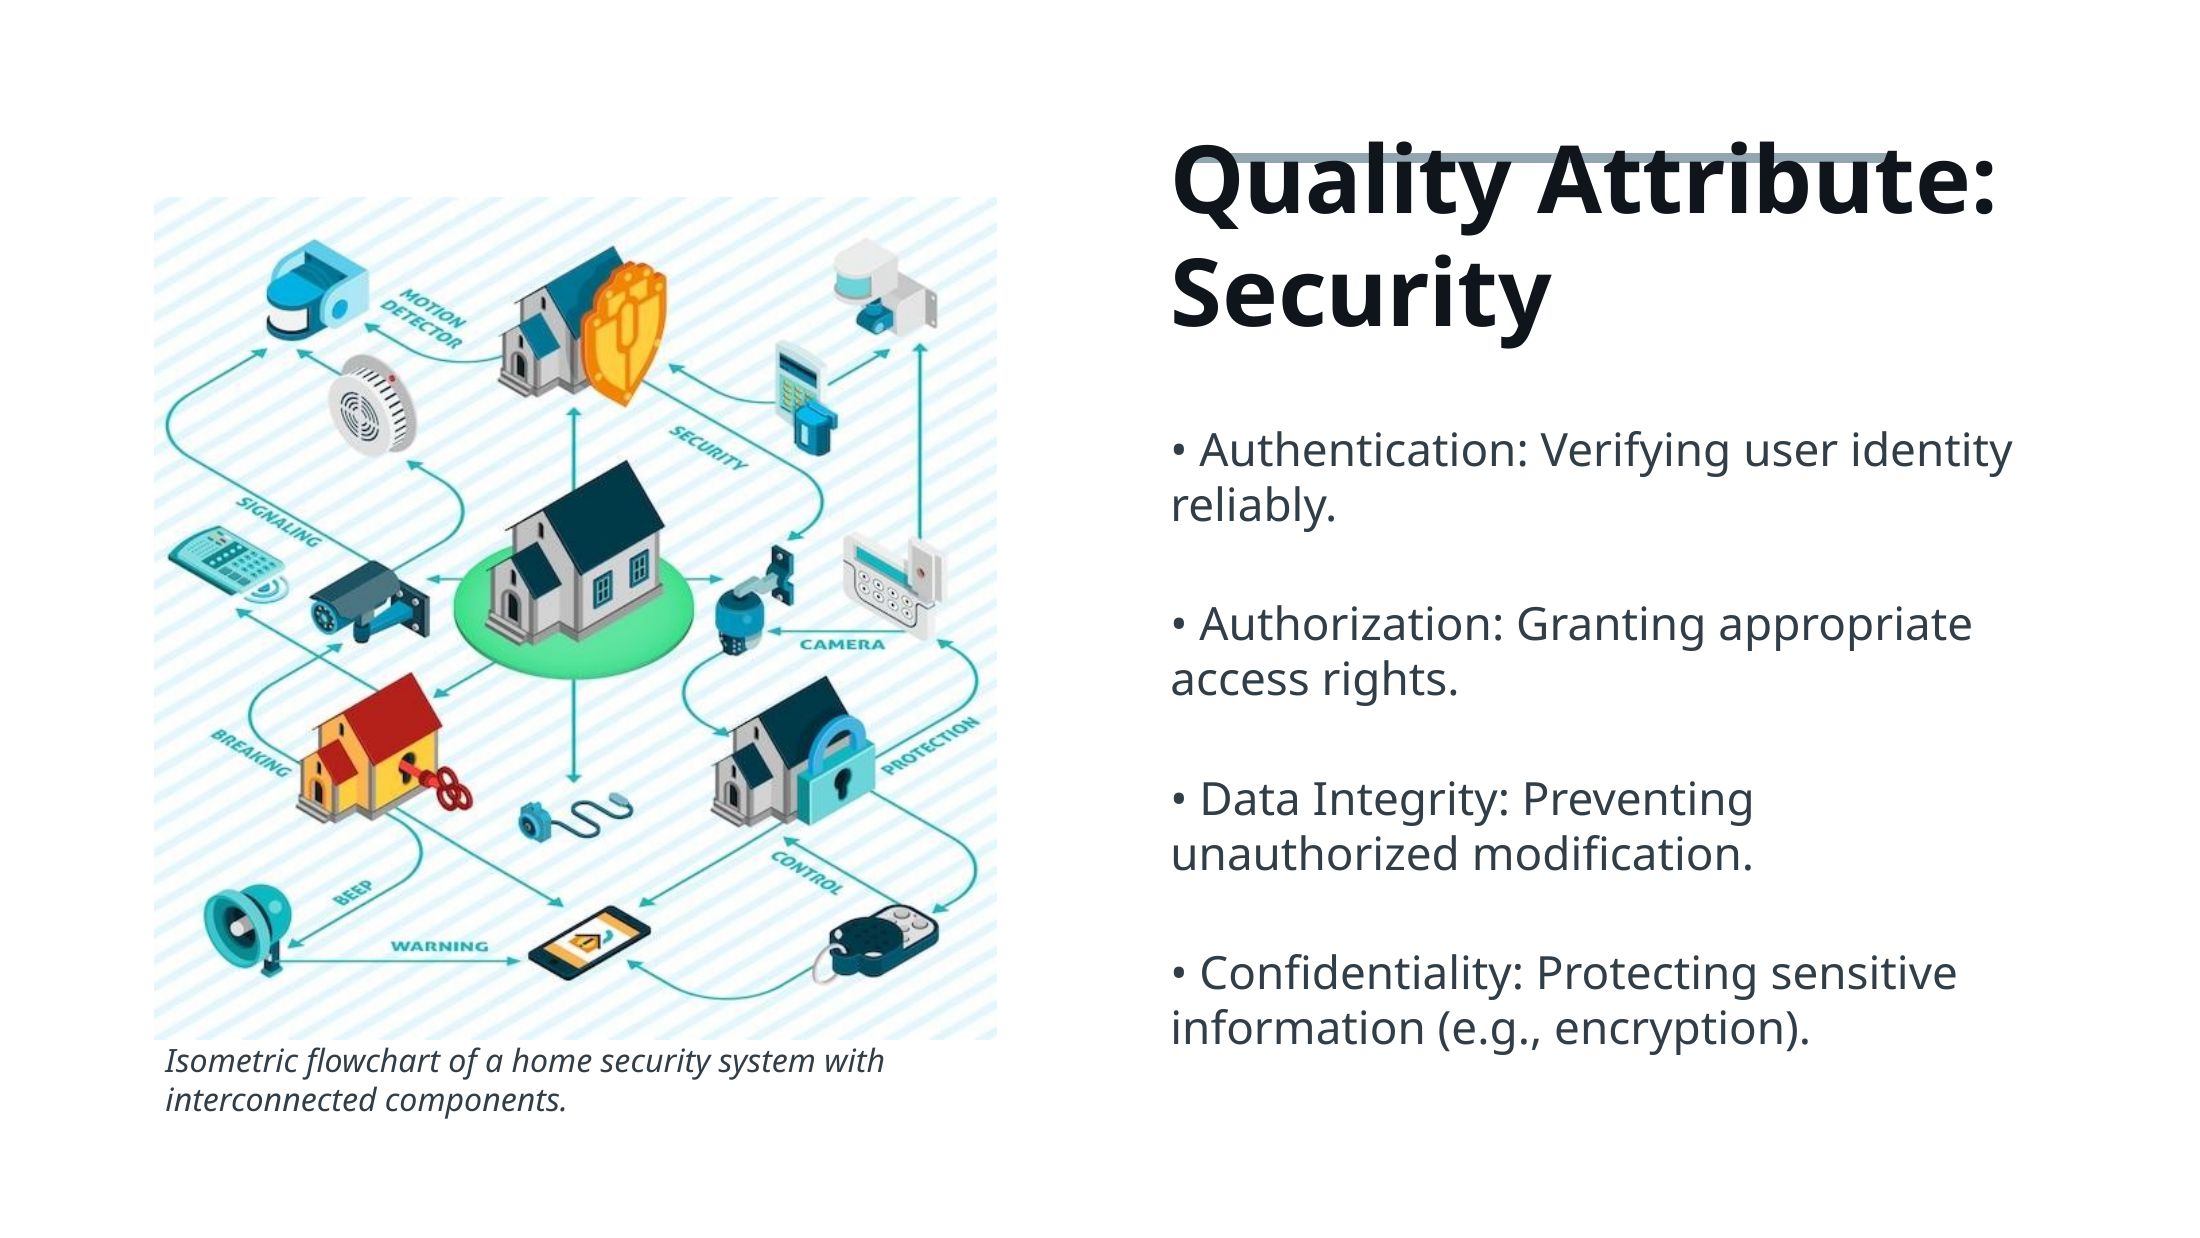 MOTION
DETECTOR
SECURITY
SIGNALING
CAMERA
BREAKING
PROTECTION
CONTROL
BEEP
WARNING
Isometric flowchart of a home security system with
interconnected components.
Quality Attribute:
Security
• Authentication: Verifying user identity
reliably.
• Authorization: Granting appropriate
access rights.
• Data Integrity: Preventing
unauthorized modification.
• Confidentiality: Protecting sensitive
information (e.g., encryption).